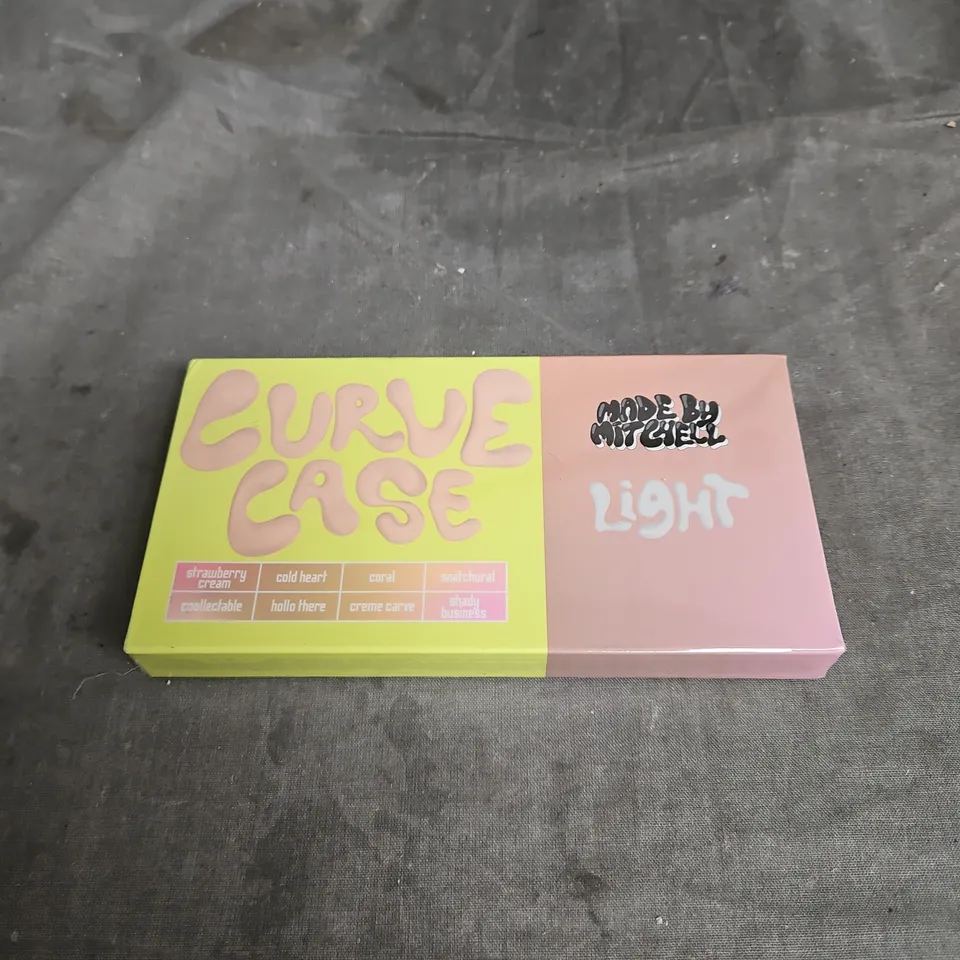 CURVE
CASE
MADE BY
MITCHELL
LigHT
strawberry
cream
cold heart
coral
snatchural
coollectable
hollo there
creme carve
shady
business